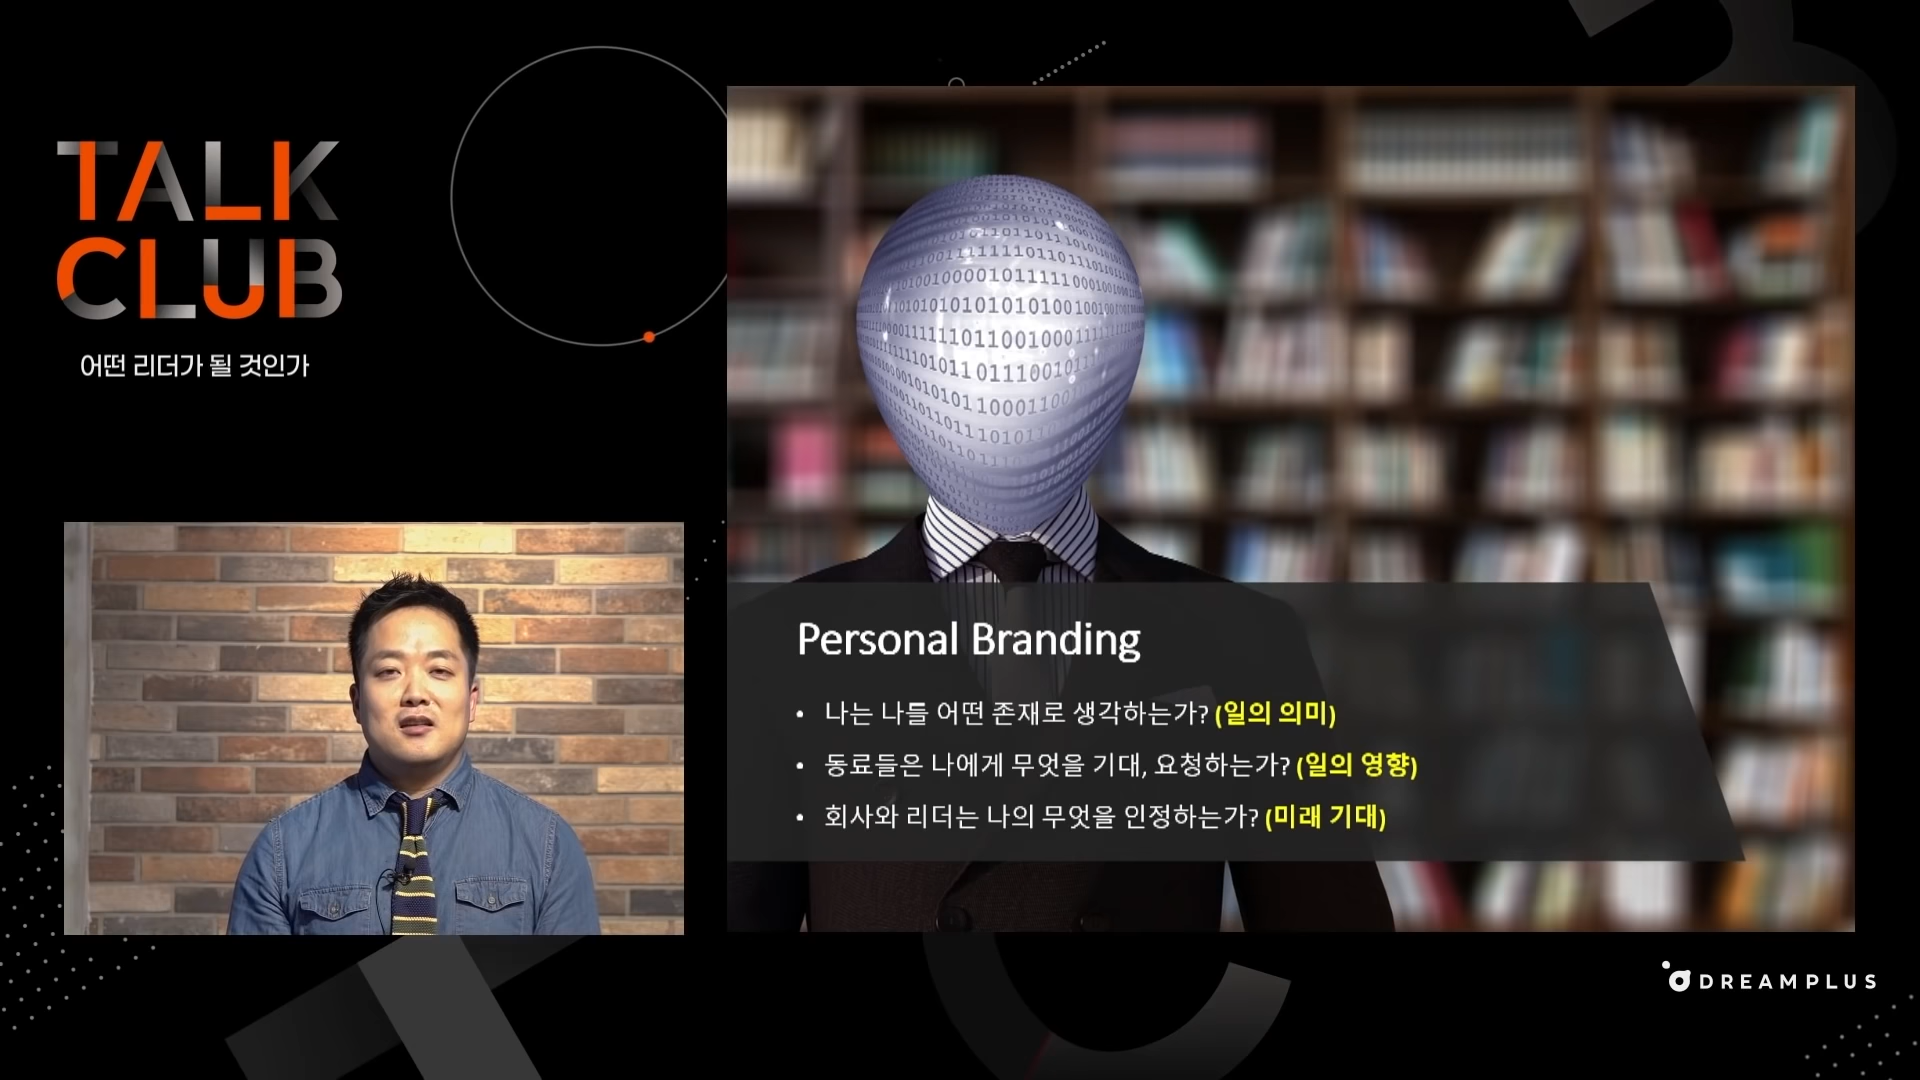 TALK
CLUB
어떤 리더가 될 것인가
Personal Branding
• 나는 나를 어떤 존재로 생각하는가? (일의 의미)
• 동료들은 나에게 무엇을 기대, 요청하는가? (일의 영향)
• 회사와 리더는 나의 무엇을 인정하는가? (미래 기대)
DREAMPLUS